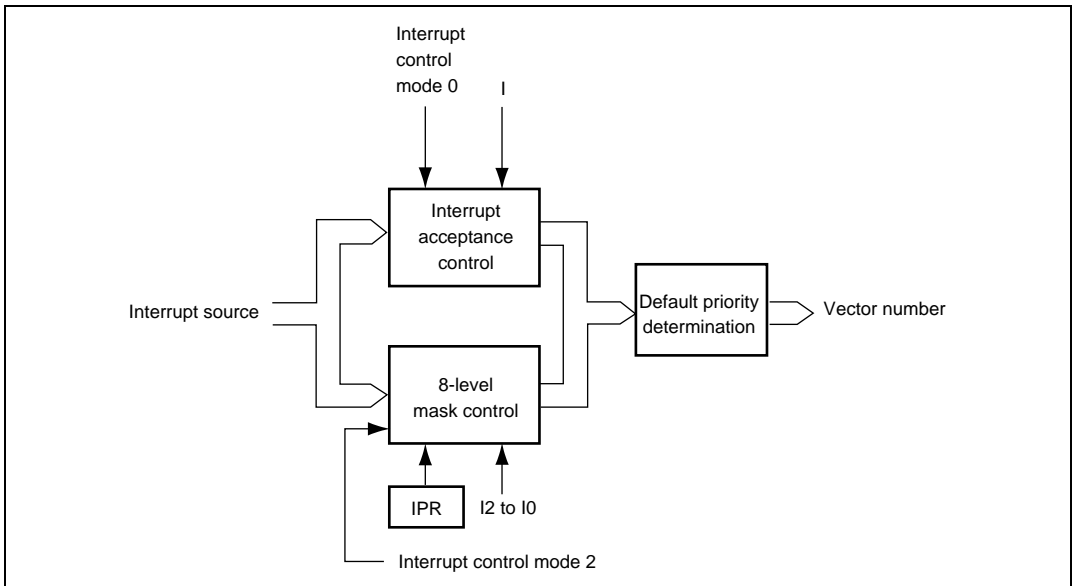 Interrupt
control
mode 0
I
Interrupt
acceptance
control
Interrupt source
Default priority
determination
Vector number
8-level
mask control
IPR
I2 to I0
Interrupt control mode 2